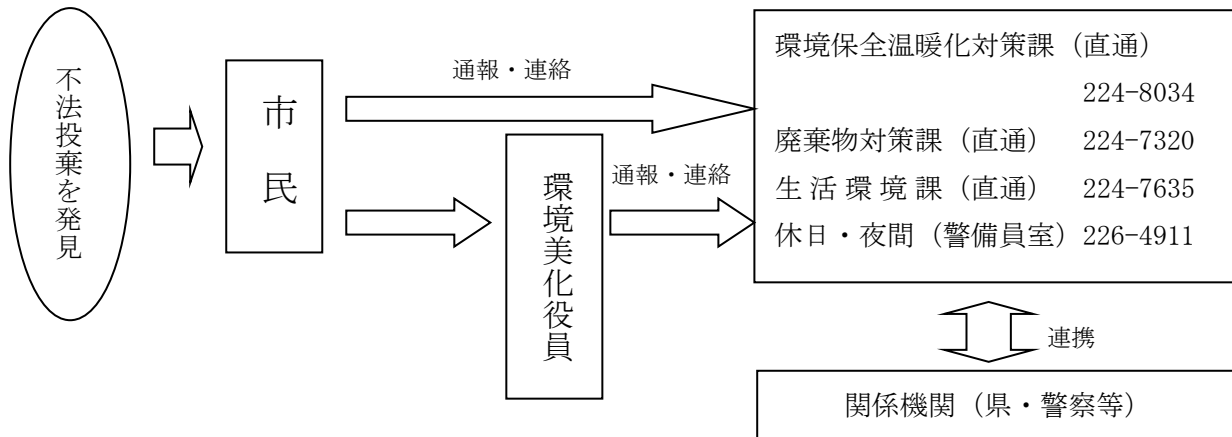 不法投棄を発見
市民
通報・連絡
環境美化役員
通報・連絡
環境保全温暖化対策課（直通）
224-8034
廃棄物対策課（直通） 224-7320
生活環境課（直通） 224-7635
休日・夜間（警備員室）226-4911
連携
関係機関（県・警察等）